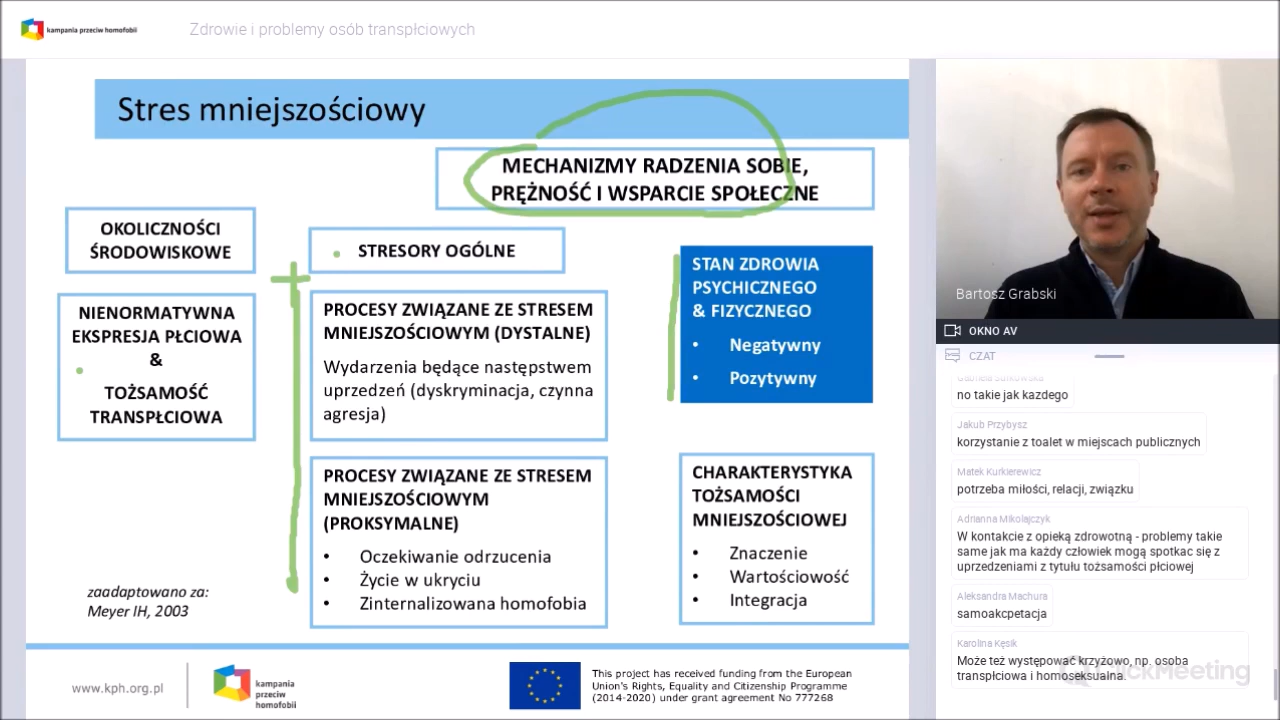 kampania przeciw homofobii
Zdrowie i problemy osób transpłciowych
Stres mniejszościowy
MECHANIZMY RADZENIA SOBIE,
PRĘŻNOŚĆ I WSPARCIE SPOŁECZNE
OKOLICZNOŚCI
ŚRODOWISKOWE
STRESORY OGÓLNE
NIENORMATYWNA
EKSPRESJA PŁCIOWA
&
TOŻSAMOŚĆ
TRANSPŁCIOWA
PROCESY ZWIĄZANE ZE STRESEM
MNIEJSZOŚCIOWYM (DYSTALNE)
Wydarzenia będące następstwem
uprzedzeń (dyskryminacja, czynna
agresja)
STAN ZDROWIA
PSYCHICZNEGO
& FIZYCZNEGO
• Negatywny
• Pozytywny
PROCESY ZWIĄZANE ZE STRESEM
MNIEJSZOŚCIOWYM
(PROKSYMALNE)
• Oczekiwanie odrzucenia
• Życie w ukryciu
• Zinternalizowana homofobia
CHARAKTERYSTYKA
TOŻSAMOŚCI
MNIEJSZOŚCIOWEJ
• Znaczenie
• Wartościowość
• Integracja
zaadaptowano za:
Meyer IH, 2003
www.kph.org.pl
kampania
przeciw
homofobii
This project has received funding from the European
Union's Rights, Equality and Citizenship Programme
(2014-2020) under grant agreement No 777268
Bartosz Grabski
OKNO AV
CZAT
no takie jak kazdego
Jakub Przybysz
korzystanie z toalet w miejscach publicznych
Matek Kurkierewicz
potrzeba miłości, relacji, związku
Adrianna Mikolajczyk
W kontakcie z opieką zdrowotną - problemy takie
same jak ma każdy człowiek mogą spotkac się z
uprzedzeniami z tytułu tożsamości płciowej
Aleksandra Machura
samoakcpetacja
Karolina Kęsik
Może też występować krzyżowo, np. osoba
transpłciowa i homoseksualna.
ClickMeeting